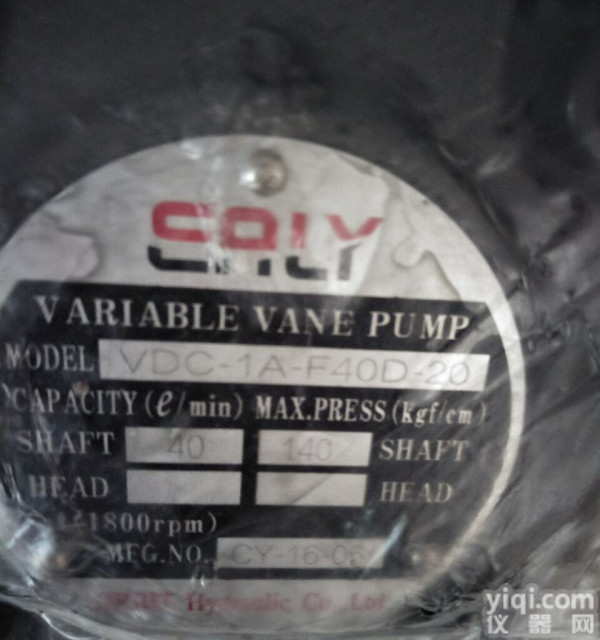 VARIABLE VANE PUMP
MODEL VDC-1A-F40D-20
CAPACITY (ℓ/min) MAX.PRESS (kgf/cm)
SHAFT 40 140 SHAFT
HEAD HEAD
1800rpm)
MFG.NO. CY-16-05
Hydraulic Co., Ltd
yiqi.com
仪器网